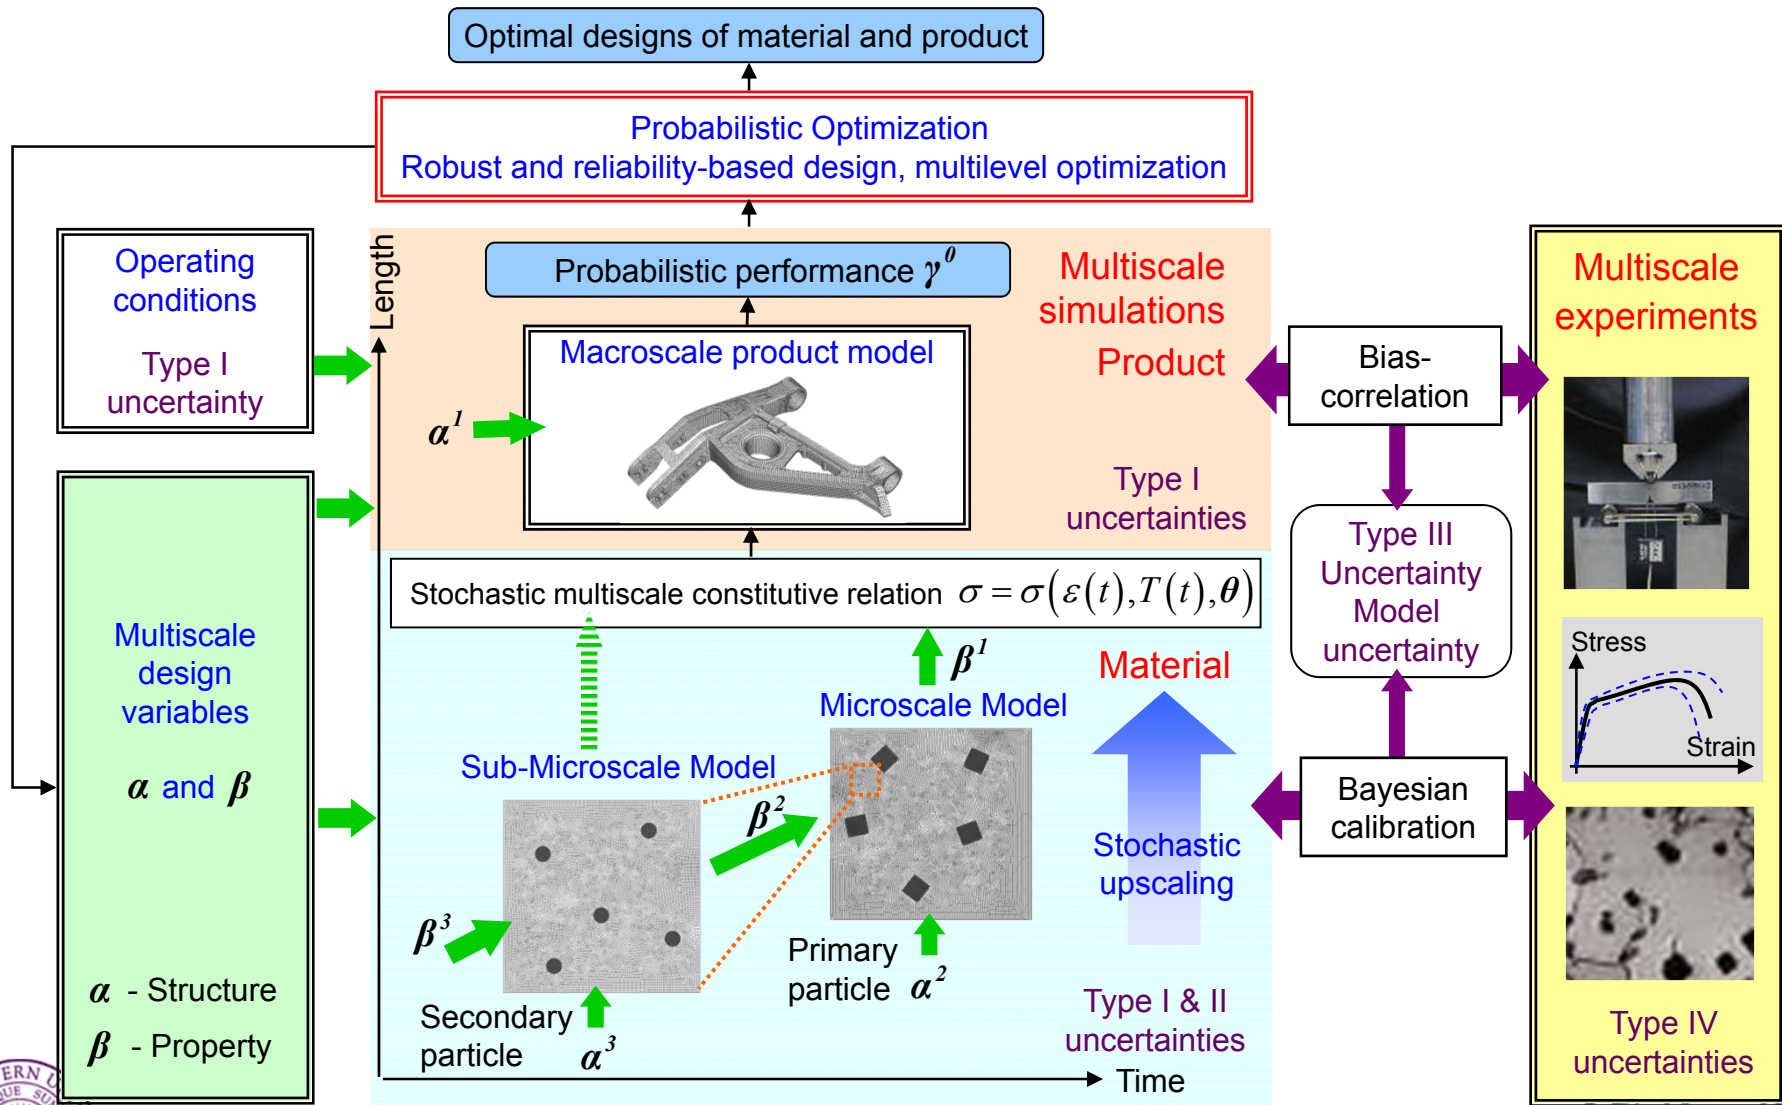 Optimal designs of material and product
Probabilistic Optimization
Robust and reliability-based design, multilevel optimization
Operating
conditions
Type I
uncertainty
Multiscale
design
variables
α and β
α - Structure
β - Property
Length
Probabilistic performance γ⁰
Multiscale
simulations
Product
Macroscale product model
α¹
Type I
uncertainties
Stochastic multiscale constitutive relation σ = σ(ε(t),T(t),θ)
β¹
Material
Microscale Model
Sub-Microscale Model
β²
β³
Stochastic
upscaling
Primary
particle α²
Secondary
particle α³
Type I & II
uncertainties
Time
Bias-
correlation
Type III
Uncertainty
Model
uncertainty
Bayesian
calibration
Multiscale
experiments
Stress
Strain
Type IV
uncertainties
ERN U